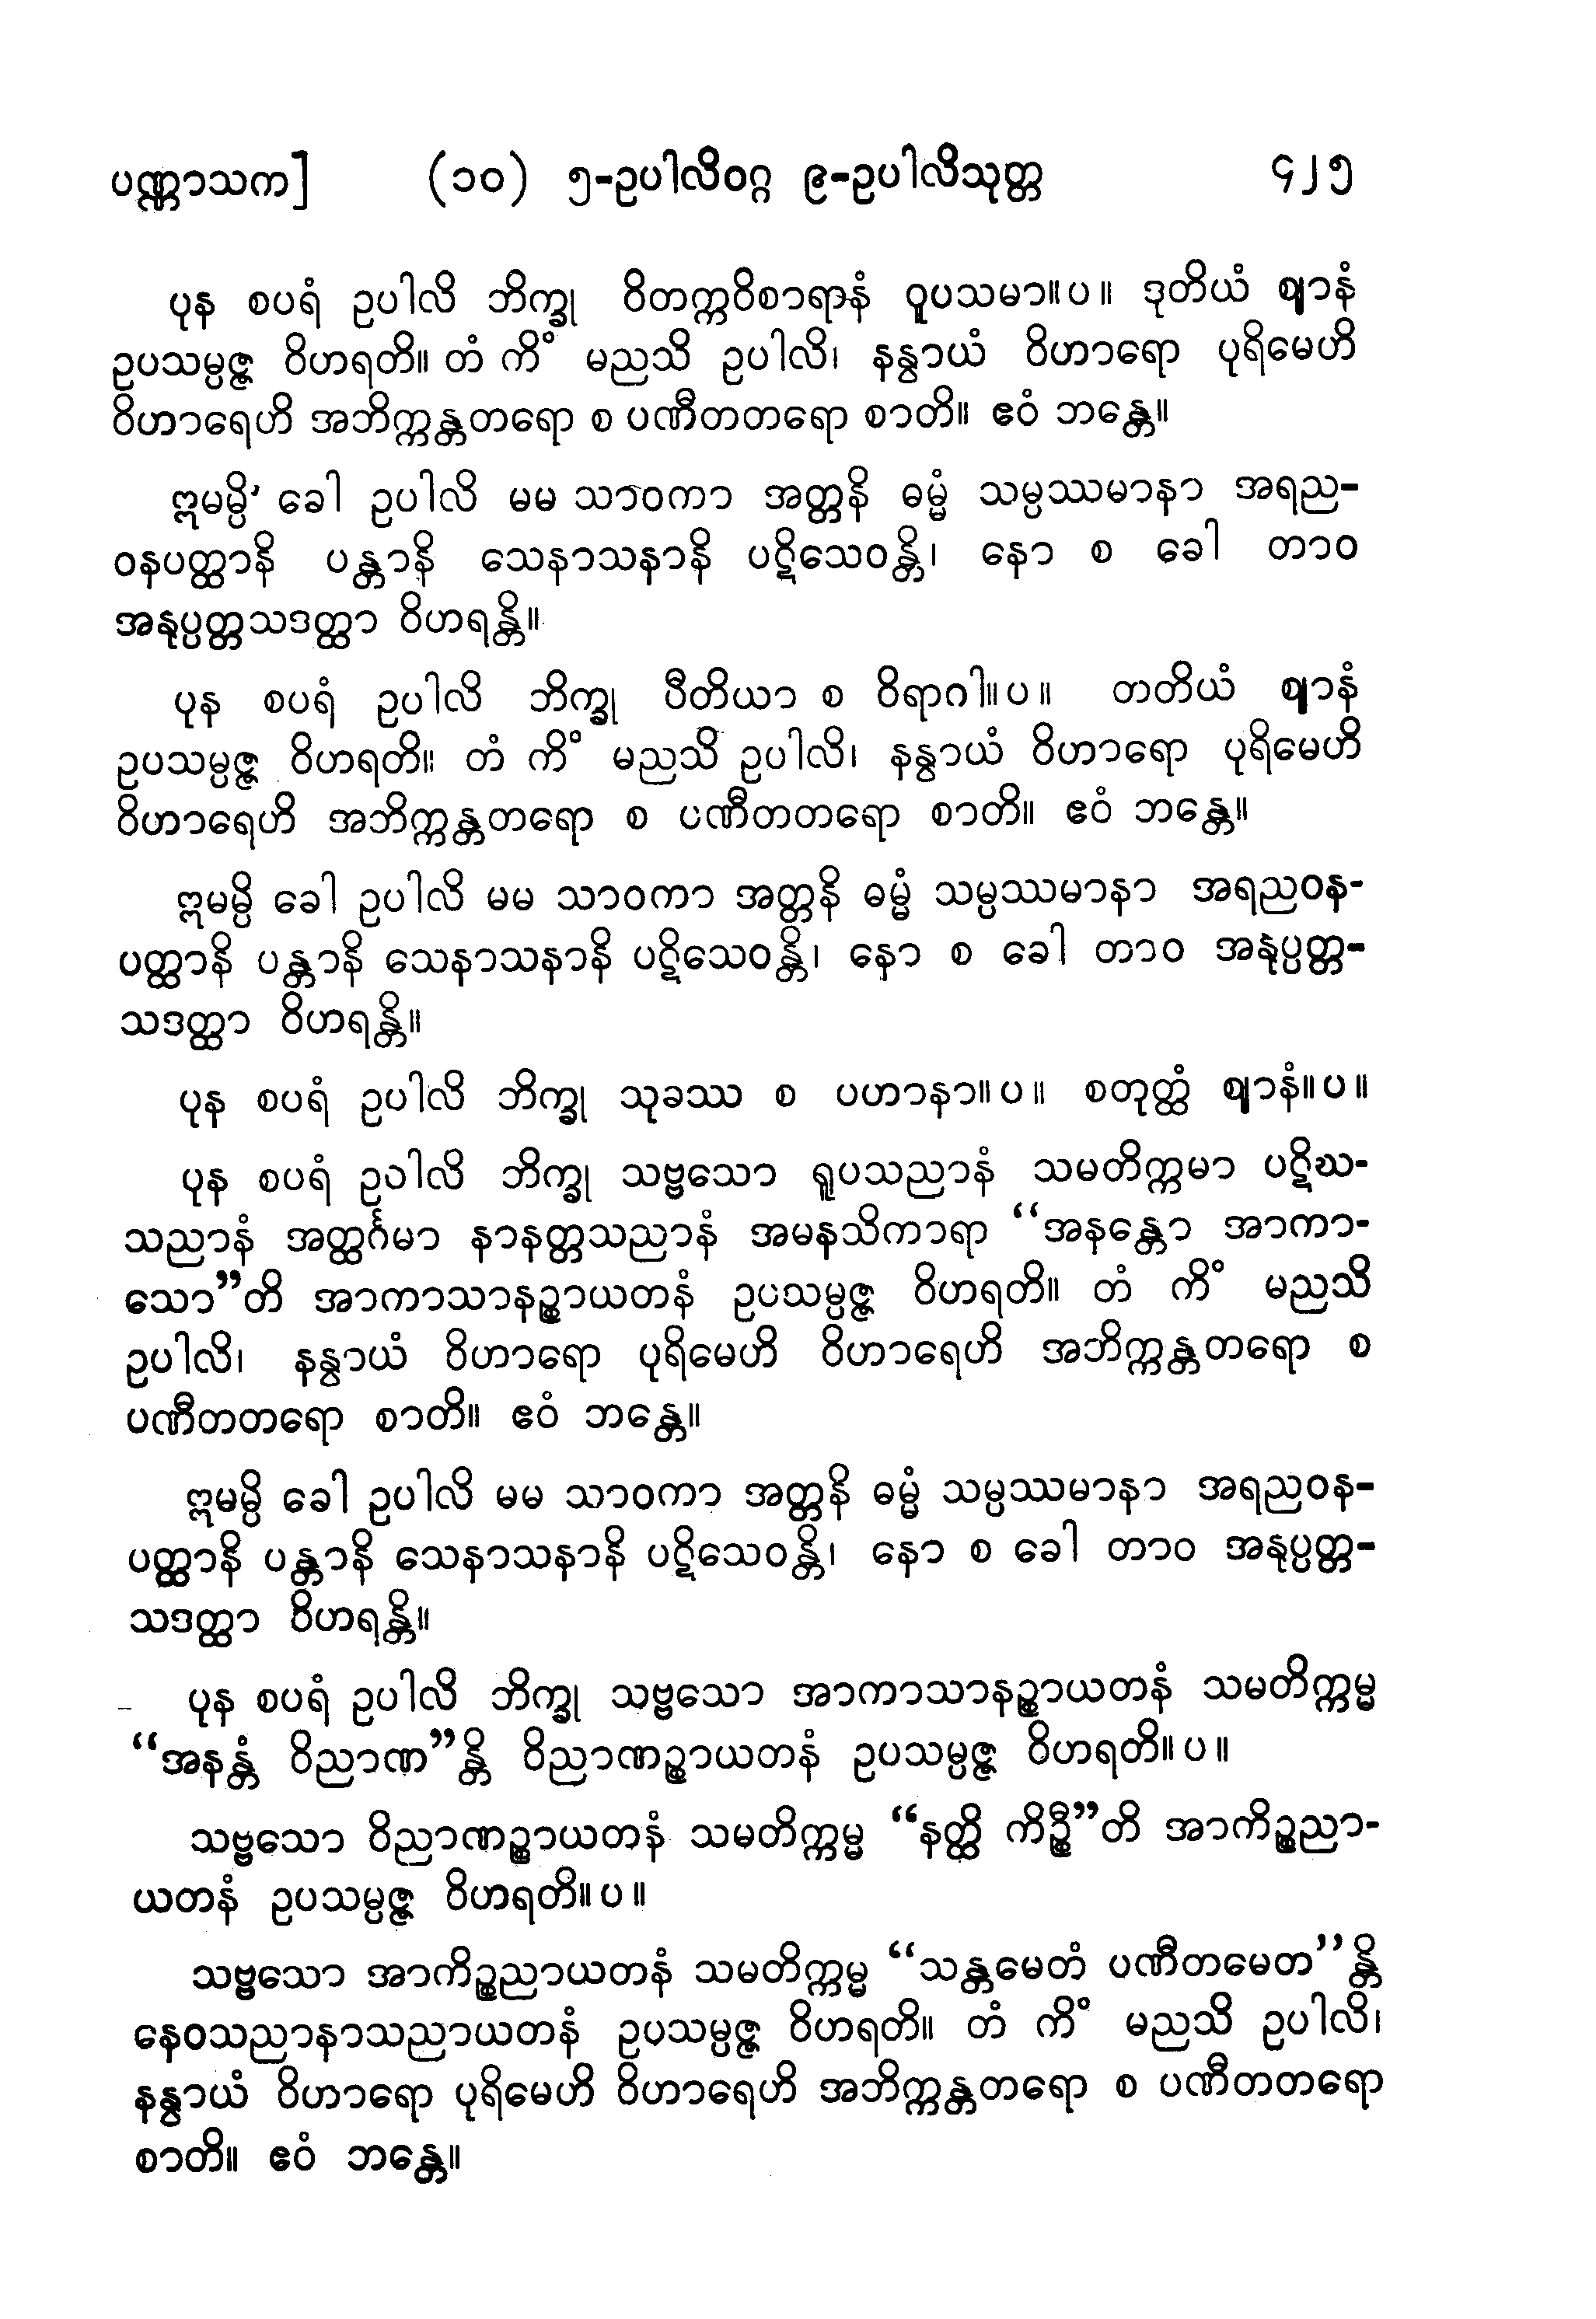 ပဏ္ဏာသက] (၁၀) ၅-ဥပါလိဝဂ္ဂ ၉-ဥပါလိသုတ္တ ၄၂၅
ပုန စပရံ ဥပါလိ ဘိက္ခု ဝိတက္ကဝိစာရာနံ ဝူပသမာ။ပ။ ဒုတိယံ ဈာနံ
ဥပသမ္ပဇ္ဇ ဝိဟရတိ။ တံ ကိံ မညသိ ဥပါလိ၊ နနွာယံ ဝိဟာရော ပုရိမေဟိ
ဝိဟာရေဟိ အဘိက္ကန္တတရော စ ပဏီတတရော စာတိ။ ဧဝံ ဘန္တေ။
ဣမမ္ပိ' ခေါ ဥပါလိ မမ သာဝကာ အတ္တနိ ဓမ္မံ သမ္ပဿမာနာ အရည-
ဝနပတ္ထာနိ ပန္တာနိ သေနာသနာနိ ပဋိသေဝန္တိ၊ နော စ ခေါ တာဝ
အနုပ္ပတ္တသဒတ္ထာ ဝိဟရန္တိ။
ပုန စပရံ ဥပါလိ ဘိက္ခု ပီတိယာ စ ဝိရာဂါ။ပ။ တတိယံ ဈာနံ
ဥပသမ္ပဇ္ဇ ဝိဟရတိ။ တံ ကိံ မညသိ ဥပါလိ၊ နနွာယံ ဝိဟာရော ပုရိမေဟိ
ဝိဟာရေဟိ အဘိက္ကန္တတရော စ ပဏီတတရော စာတိ။ ဧဝံ ဘန္တေ။
ဣမမ္ပိ ခေါ ဥပါလိ မမ သာဝကာ အတ္တနိ ဓမ္မံ သမ္ပဿမာနာ အရညဝန-
ပတ္ထာနိ ပန္တာနိ သေနာသနာနိ ပဋိသေဝန္တိ၊ နော စ ခေါ တာဝ အနုပ္ပတ္တ-
သဒတ္ထာ ဝိဟရန္တိ။
ပုန စပရံ ဥပါလိ ဘိက္ခု သုခဿ စ ပဟာနာ။ပ။ စတုတ္ထံ ဈာနံ။ပ။
ပုန စပရံ ဥပါလိ ဘိက္ခု သဗ္ဗသော ရူပသညာနံ သမတိက္ကမာ ပဋိဃ-
သညာနံ အတ္ထင်္ဂမာ နာနတ္တသညာနံ အမနသိကာရာ “အနန္တော အာကာ-
သော”တိ အာကာသာနဉ္စာယတနံ ဥပသမ္ပဇ္ဇ ဝိဟရတိ။ တံ ကိံ မညသိ
ဥပါလိ၊ နနွာယံ ဝိဟာရော ပုရိမေဟိ ဝိဟာရေဟိ အဘိက္ကန္တတရော စ
ပဏီတတရော စာတိ။ ဧဝံ ဘန္တေ။
ဣမမ္ပိ ခေါ ဥပါလိ မမ သာဝကာ အတ္တနိ ဓမ္မံ သမ္ပဿမာနာ အရညဝန-
ပတ္ထာနိ ပန္တာနိ သေနာသနာနိ ပဋိသေဝန္တိ၊ နော စ ခေါ တာဝ အနုပ္ပတ္တ-
သဒတ္ထာ ဝိဟရန္တိ။
ပုန စပရံ ဥပါလိ ဘိက္ခု သဗ္ဗသော အာကာသာနဉ္စာယတနံ သမတိက္ကမ္မ
“အနန္တံ ဝိညာဏ”န္တိ ဝိညာဏဉ္စာယတနံ ဥပသမ္ပဇ္ဇ ဝိဟရတိ။ပ။
သဗ္ဗသော ဝိညာဏဉ္စာယတနံ သမတိက္ကမ္မ “နတ္ထိ ကိဉ္စီ”တိ အာကိဉ္စညာ-
ယတနံ ဥပသမ္ပဇ္ဇ ဝိဟရတိ။ပ။
သဗ္ဗသော အာကိဉ္စညာယတနံ သမတိက္ကမ္မ “သန္တမေတံ ပဏီတမေတ”န္တိ
နေဝသညာနာသညာယတနံ ဥပသမ္ပဇ္ဇ ဝိဟရတိ။ တံ ကိံ မညသိ ဥပါလိ၊
နနွာယံ ဝိဟာရော ပုရိမေဟိ ဝိဟာရေဟိ အဘိက္ကန္တတရော စ ပဏီတတရော
စာတိ။ ဧဝံ ဘန္တေ။